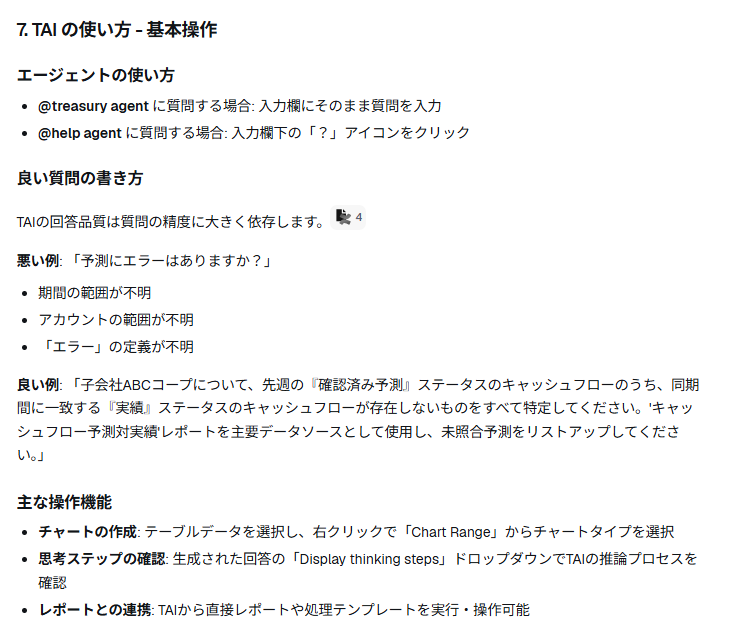 7. TAI の使い方 - 基本操作
エージェントの使い方
• @treasury agent に質問する場合: 入力欄にそのまま質問を入力
• @help agent に質問する場合: 入力欄下の「？」アイコンをクリック
良い質問の書き方
TAIの回答品質は質問の精度に大きく依存します。 4
悪い例: 「予測にエラーはありますか？」
• 期間の範囲が不明
• アカウントの範囲が不明
• 「エラー」の定義が不明
良い例: 「子会社ABCコープについて、先週の『確認済み予測』ステータスのキャッシュフローのうち、同期
間に一致する『実績』ステータスのキャッシュフローが存在しないものをすべて特定してください。'キャッ
シュフロー予測対実績'レポートを主要データソースとして使用し、未照合予測をリストアップしてくださ
い。」
主な操作機能
• チャートの作成: テーブルデータを選択し、右クリックで「Chart Range」からチャートタイプを選択
• 思考ステップの確認: 生成された回答の「Display thinking steps」ドロップダウンでTAIの推論プロセスを
確認
• レポートとの連携: TAIから直接レポートや処理テンプレートを実行・操作可能